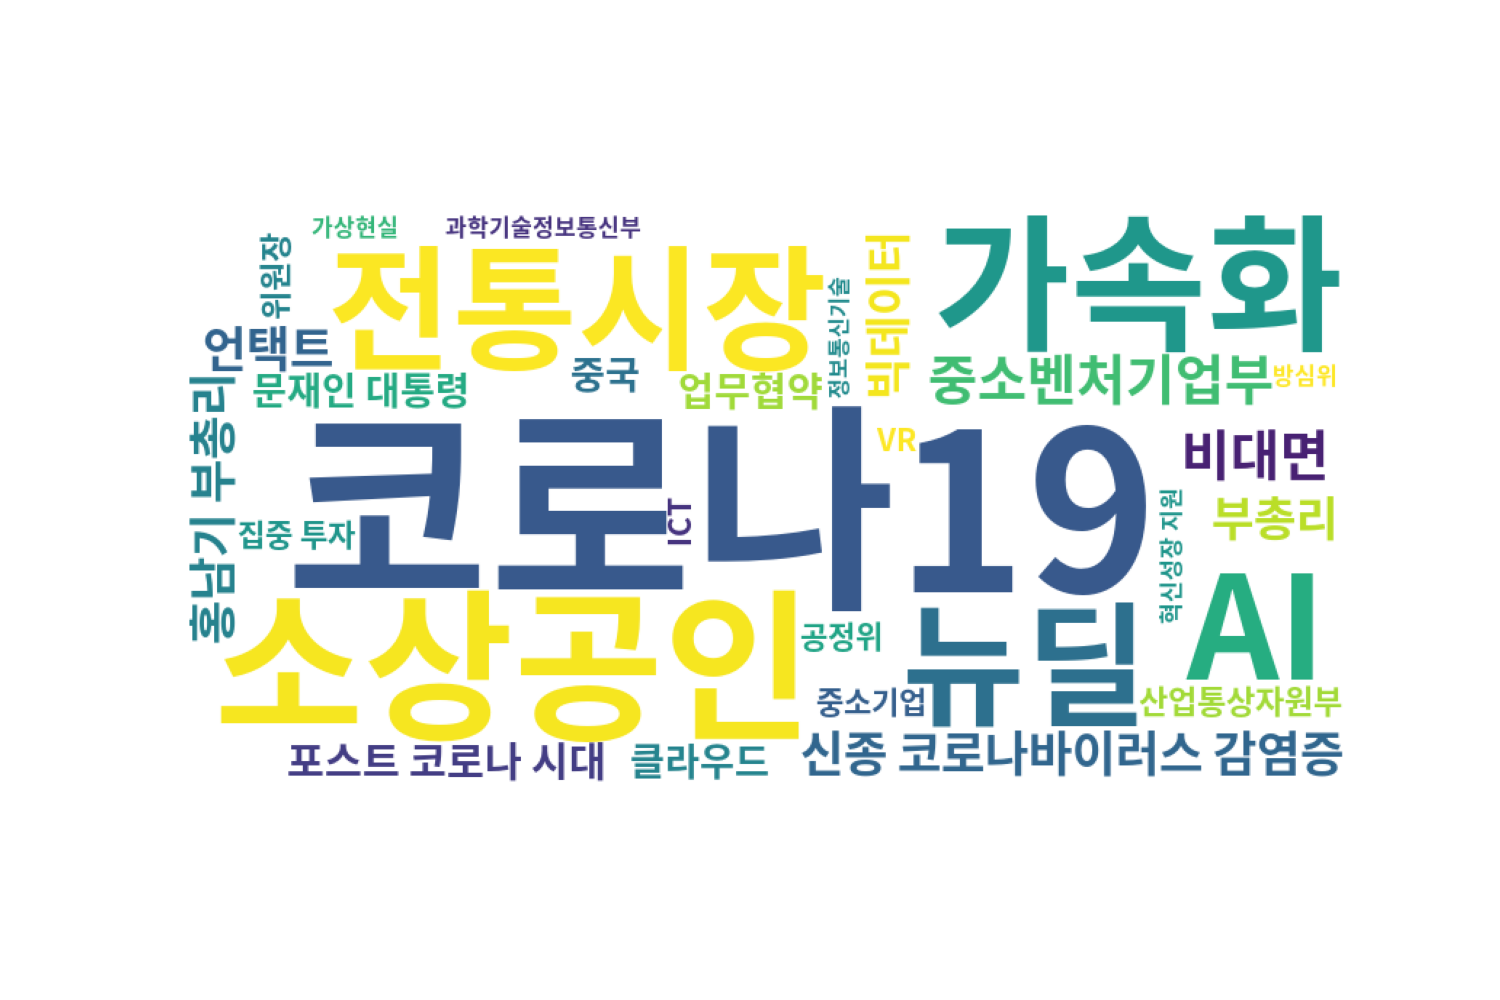 가상현실
과학기술정보통신부
가속화
위원장
전통시장
빅데이터
정보통신기술
언택트
중국
중소벤처기업부
방심위
문재인 대통령
업무협약
홍남기 부총리
코로나19
VR
비대면
집중 투자
ICT
혁신성장 지원
부총리
소상공인
공정위
뉴딜
AI
중소기업
산업통상자원부
포스트 코로나 시대
클라우드
신종 코로나바이러스 감염증